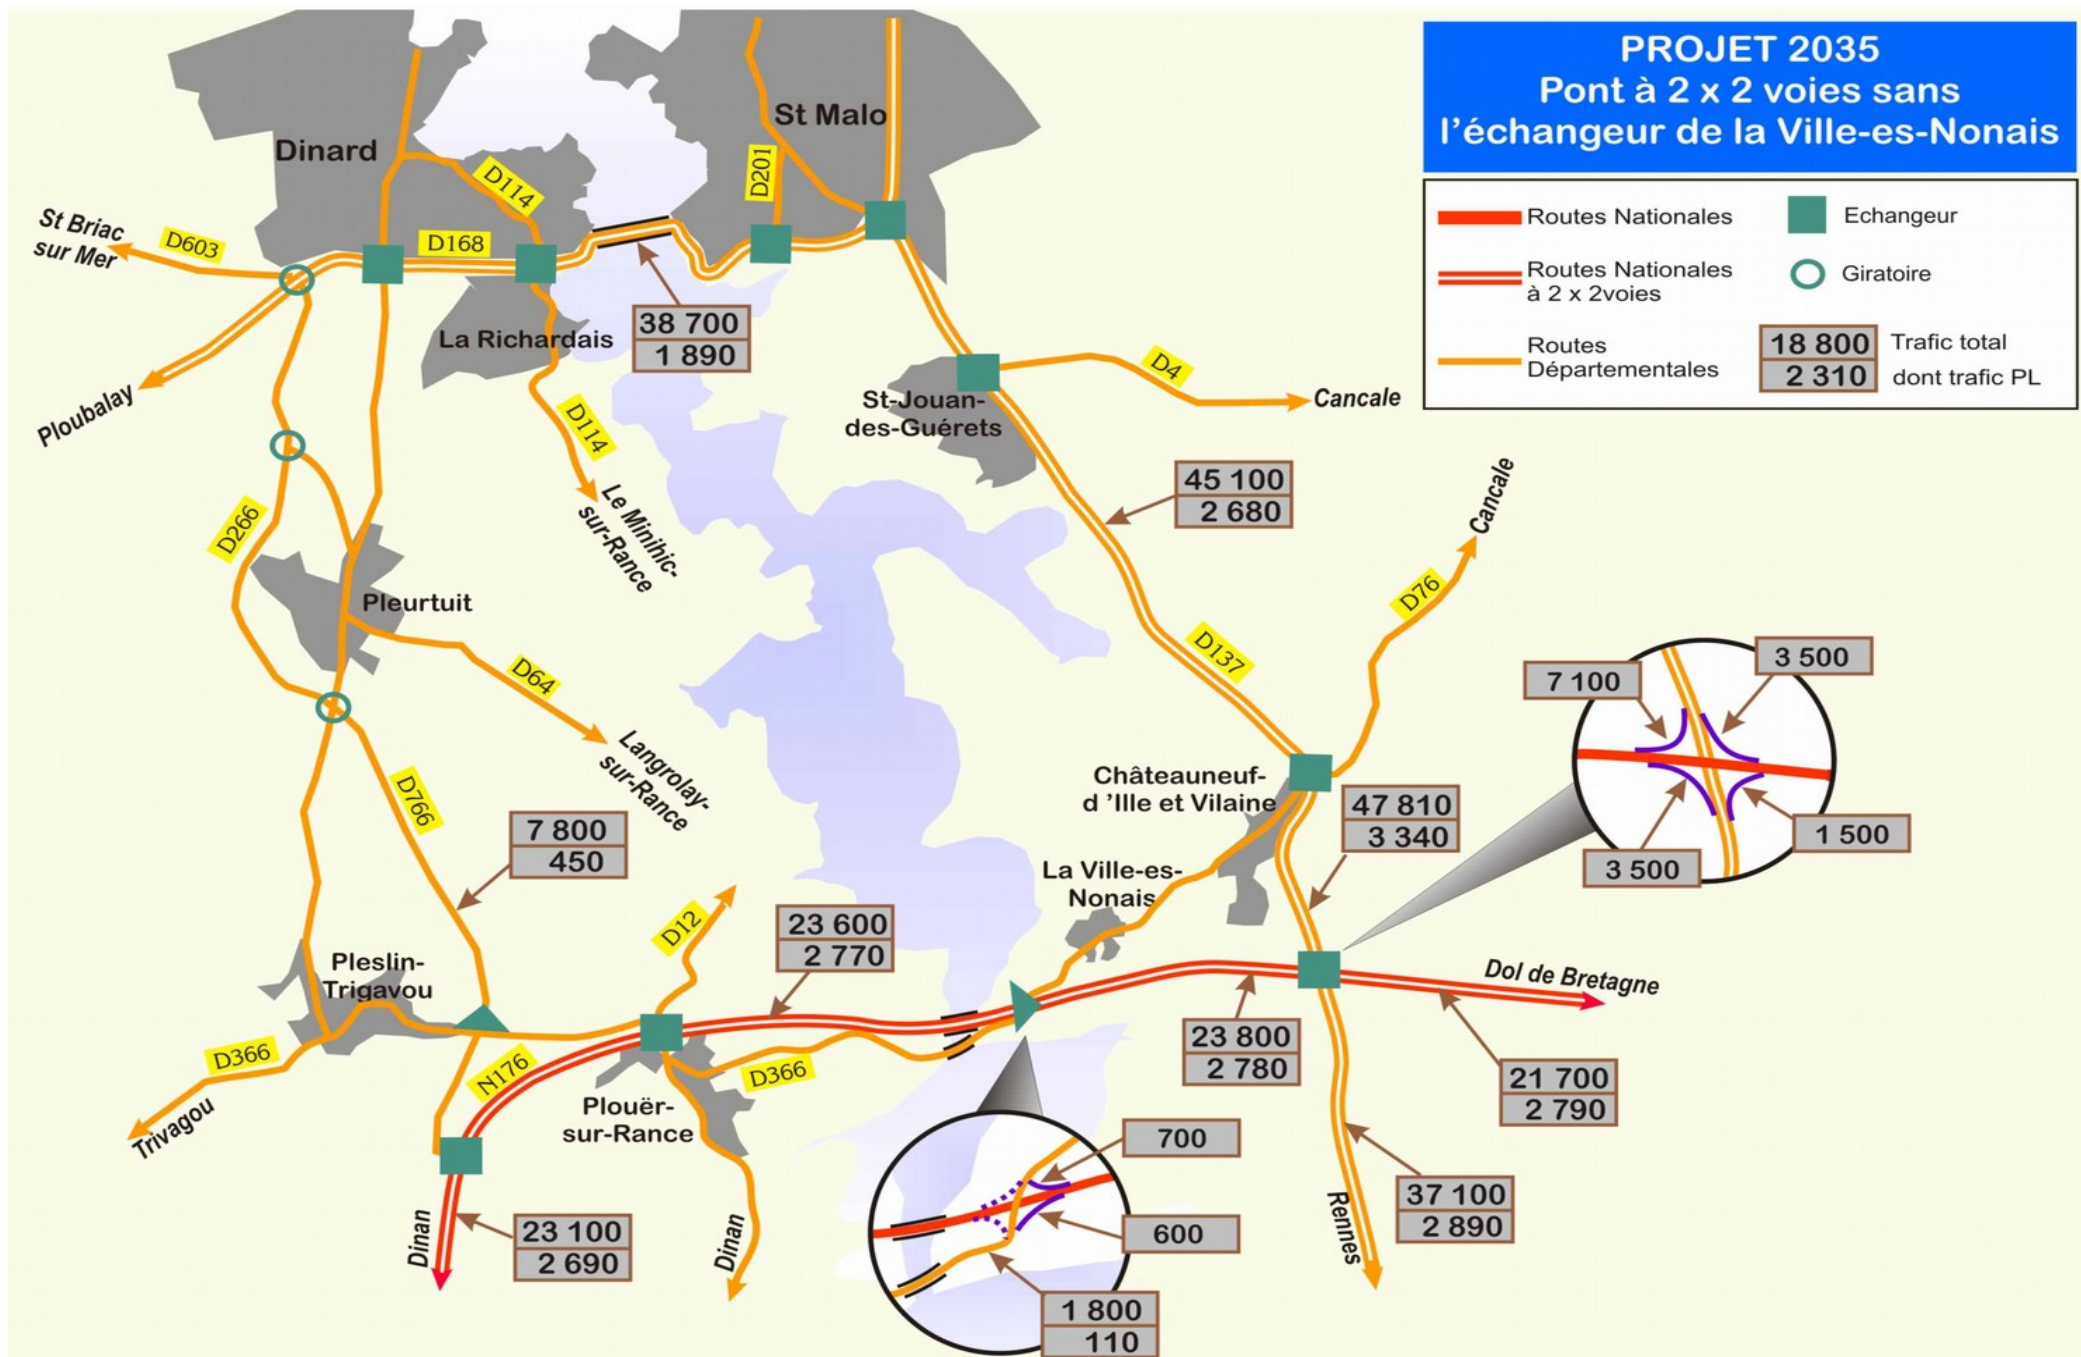 PROJET 2035
Pont à 2 x 2 voies sans
l'échangeur de la Ville-es-Nonais
Routes Nationales
Echangeur
Routes Nationales
à 2 x 2voies
Giratoire
Routes
Départementales
18 800
2 310
Trafic total
dont trafic PL
St Malo
Dinard
D201
D114
St Briac
sur Mer
D603
D168
La Richardais
38 700
1 890
Ploubalay
D114
Le Minihic-
sur-Rance
St-Jouan-
des-Guérets
D4
Cancale
45 100
2 680
Cancale
D76
D266
Pleurtuit
D64
Langrolay-
sur-Rance
D137
7 100
3 500
3 500
1 500
D766
7 800
450
Châteauneuf-
d 'Ille et Vilaine
47 810
3 340
La Ville-es-
Nonais
D12
23 600
2 770
Pleslin-
Trigavou
Dol de Bretagne
D366
N176
D366
23 800
2 780
21 700
2 790
Trivagou
Plouër-
sur-Rance
700
600
1 800
110
37 100
2 890
Rennes
Dinan
23 100
2 690
Dinan